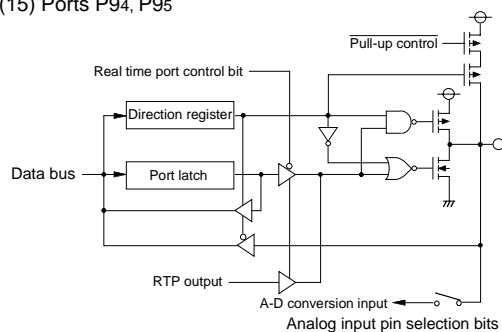 (15) Ports P94, P95
Pull-up control
Real time port control bit
Direction register
Data bus
Port latch
RTP output
A-D conversion input
Analog input pin selection bits